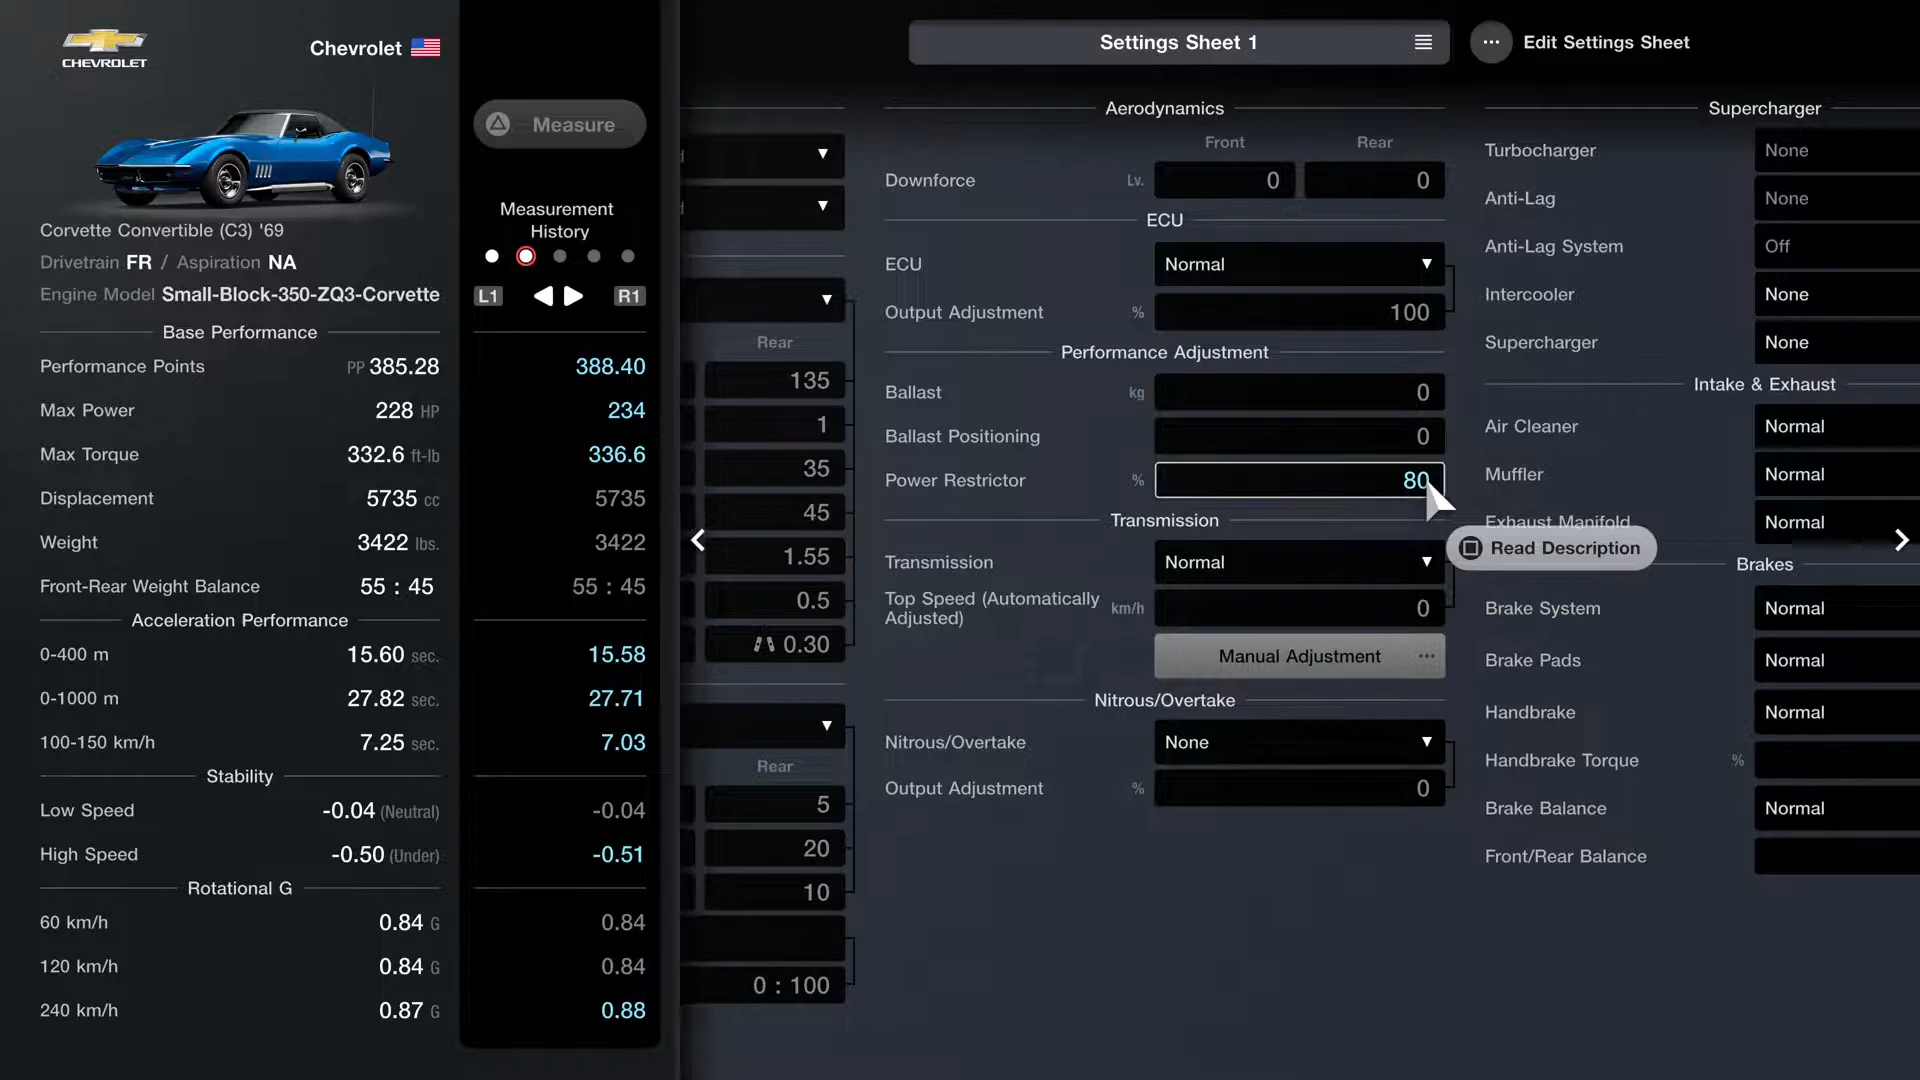 CHEVROLET
Chevrolet
Corvette Convertible (C3) '69
Drivetrain FR / Aspiration NA
Engine Model Small-Block-350-ZQ3-Corvette
Base Performance
Performance Points PP 385.28
Max Power 228 HP
Max Torque 332.6 ft-lb
Displacement 5735 cc
Weight 3422 lbs.
Front-Rear Weight Balance 55 : 45
Acceleration Performance
0-400 m 15.60 sec.
0-1000 m 27.82 sec.
100-150 km/h 7.25 sec.
Stability
Low Speed -0.04 (Neutral)
High Speed -0.50 (Under)
Rotational G
60 km/h 0.84 G
120 km/h 0.84 G
240 km/h 0.87 G
Measure
Measurement
History
L1 R1
388.40
234
336.6
5735
3422
55 : 45
15.58
27.71
7.03
-0.04
-0.51
0.84
0.84
0.88
Rear
135
1
35
45
1.55
0.5
0.30
Rear
5
20
10
0 : 100
Settings Sheet 1
Edit Settings Sheet
Aerodynamics
Front Rear
Downforce Lv. 0 0
ECU
ECU Normal
Output Adjustment % 100
Performance Adjustment
Ballast kg 0
Ballast Positioning 0
Power Restrictor % 80
Transmission
Transmission Normal
Top Speed (Automatically
Adjusted) km/h 0
Manual Adjustment
Nitrous/Overtake
Nitrous/Overtake None
Output Adjustment % 0
Supercharger
Turbocharger None
Anti-Lag None
Anti-Lag System Off
Intercooler None
Supercharger None
Intake & Exhaust
Air Cleaner Normal
Muffler Normal
Exhaust Manifold Normal
Read Description
Brakes
Brake System Normal
Brake Pads Normal
Handbrake Normal
Handbrake Torque %
Brake Balance Normal
Front/Rear Balance